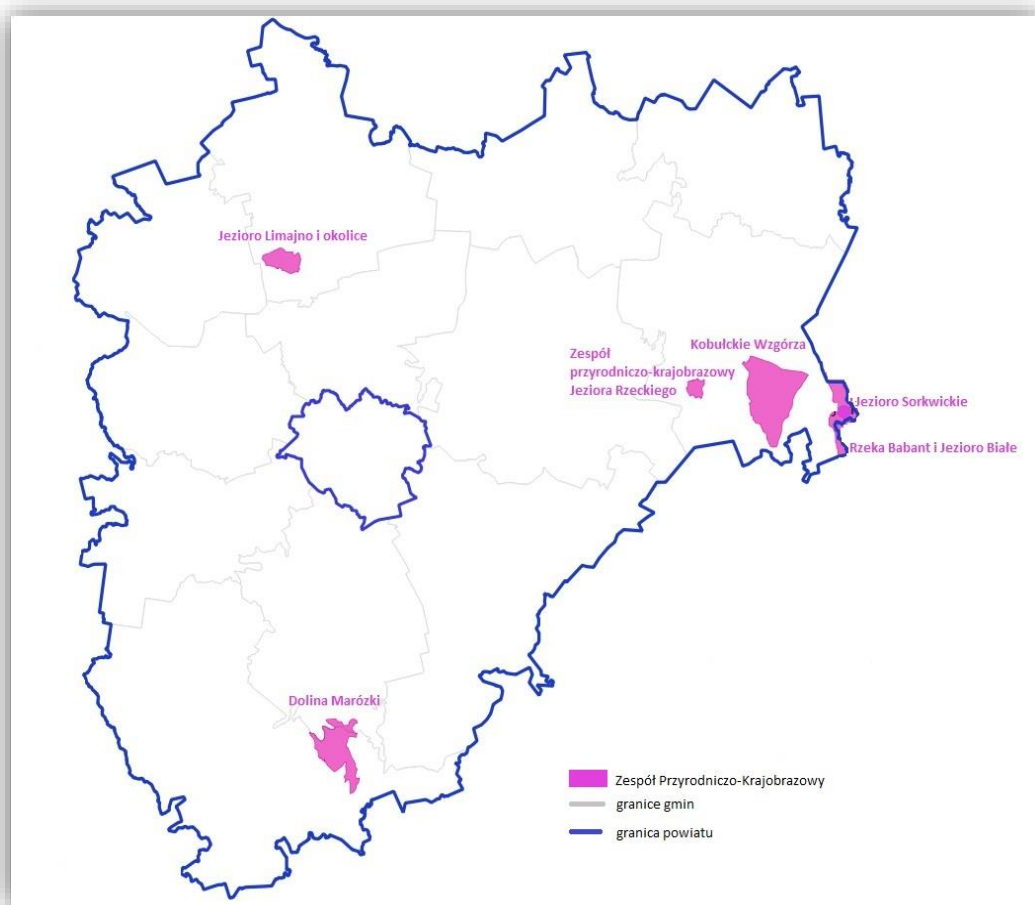 Jezioro Limajno i okolice
Zespół
przyrodniczo-krajobrazowy
Jeziora Rzeckiego
Kobułckie Wzgórza
Jezioro Sorkwickie
Rzeka Babant i Jezioro Białe
Dolina Marózki
Zespół Przyrodniczo-Krajobrazowy
granice gmin
granica powiatu